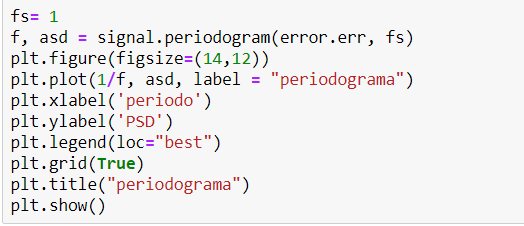 fs= 1
f, asd = signal.periodogram(error.err, fs)
plt.figure(figsize=(14,12))
plt.plot(1/f, asd, label = "periodograma")
plt.xlabel('periodo')
plt.ylabel('PSD')
plt.legend(loc="best")
plt.grid(True)
plt.title("periodograma")
plt.show()